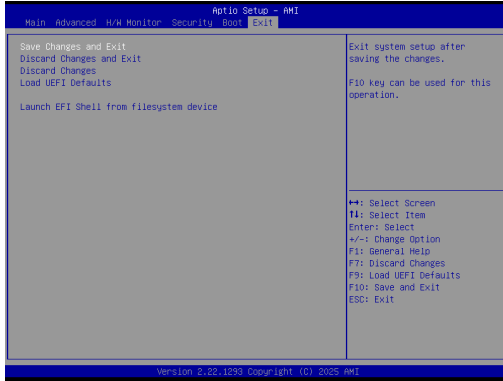 Aptio Setup - AMI
Main Advanced H/W Monitor Security Boot Exit
Save Changes and Exit
Discard Changes and Exit
Discard Changes
Load UEFI Defaults
Launch EFI Shell from filesystem device
Exit system setup after
saving the changes.
F10 key can be used for this
operation.
↔: Select Screen
↑↓: Select Item
Enter: Select
+/-: Change Option
F1: General Help
F7: Discard Changes
F9: Load UEFI Defaults
F10: Save and Exit
ESC: Exit
Version 2.22.1293 Copyright (C) 2025 AMI